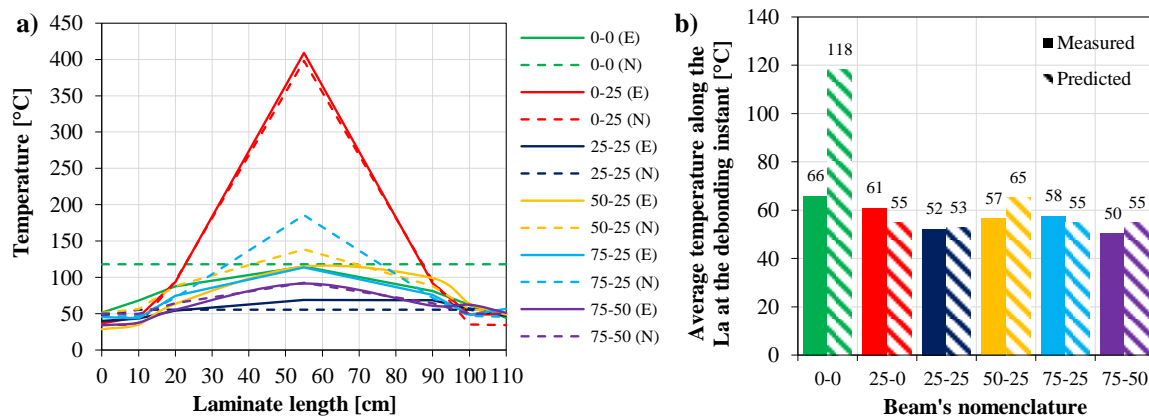 a)
Temperature [°C]
450
400
350
300
250
200
150
100
50
0
0 10 20 30 40 50 60 70 80 90 100 110
Laminate length [cm]
0-0 (E)
0-0 (N)
0-25 (E)
0-25 (N)
25-25 (E)
25-25 (N)
50-25 (E)
50-25 (N)
75-25 (E)
75-25 (N)
75-50 (E)
75-50 (N)
b)
Average temperature along the
La at the debonding instant [°C]
140
120
100
80
60
40
20
0
Measured
Predicted
66 118
61 55
52 53
57 65
58 55
50 55
0-0 25-0 25-25 50-25 75-25 75-50
Beam's nomenclature